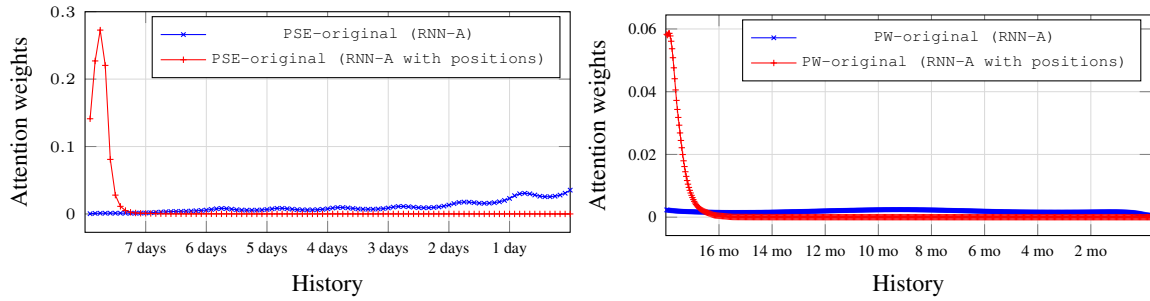 Attention weights
0.3
0.2
0.1
0
PSE-original (RNN-A)
PSE-original (RNN-A with positions)
7 days 6 days 5 days 4 days 3 days 2 days 1 day
History
Attention weights
0.06
0.04
0.02
0
PW-original (RNN-A)
PW-original (RNN-A with positions)
16 mo 14 mo 12 mo 10 mo 8 mo 6 mo 4 mo 2 mo
History